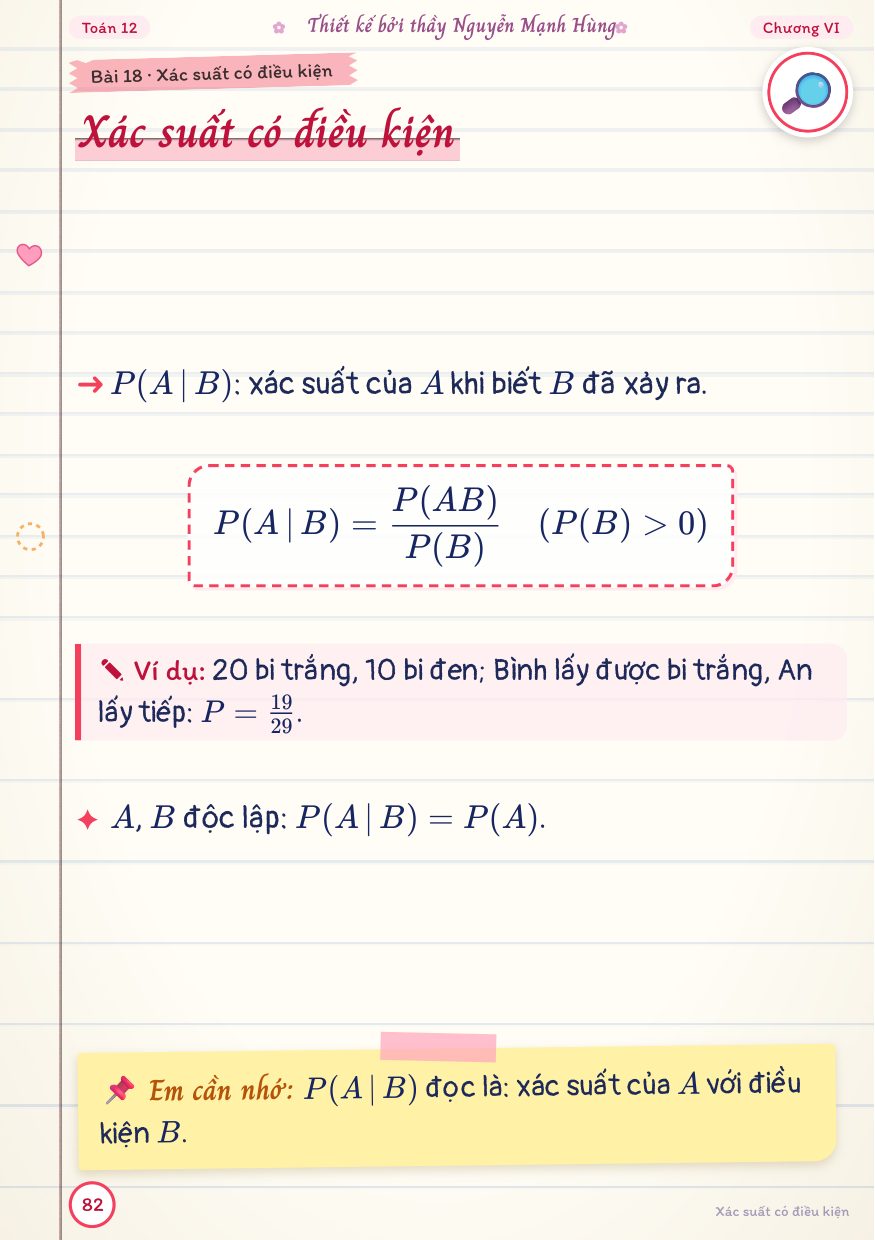 Toán 12
Thiết kế bởi thầy Nguyễn Mạnh Hùng
Chương VI
Bài 18 · Xác suất có điều kiện
Xác suất có điều kiện
→ P(A | B): xác suất của A khi biết B đã xảy ra.
P(A | B) = P(AB)/P(B) (P(B) > 0)
Ví dụ: 20 bi trắng, 10 bi đen; Bình lấy được bi trắng, An
lấy tiếp: P = 19/29.
✦ A, B độc lập: P(A | B) = P(A).
Em cần nhớ: P(A | B) đọc là: xác suất của A với điều
kiện B.
82
Xác suất có điều kiện